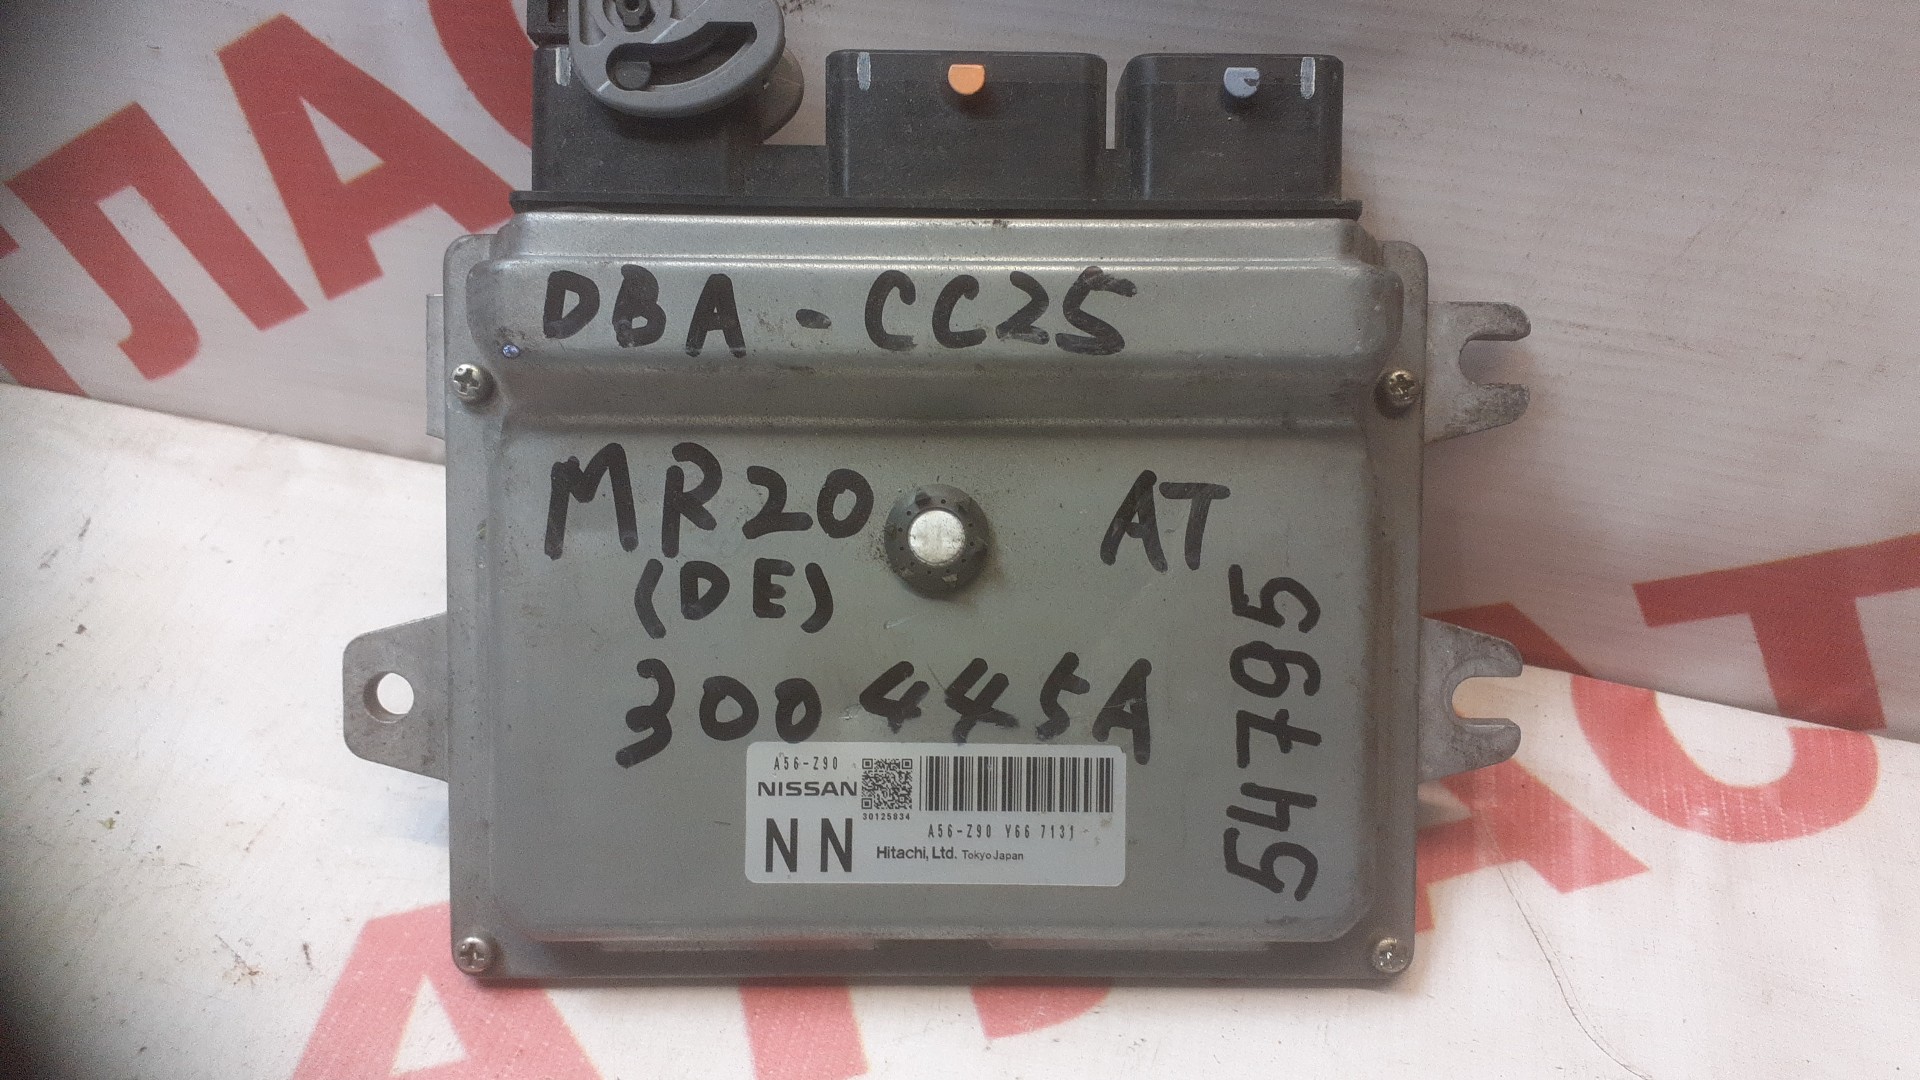 АТЛАС
DBA - CC25
MR20 AT
(DE)
300445A
54795
A56-Z90
NISSAN
30125934
A56-Z90 Y66 7131
NN
Hitachi, Ltd. Tokyo Japan